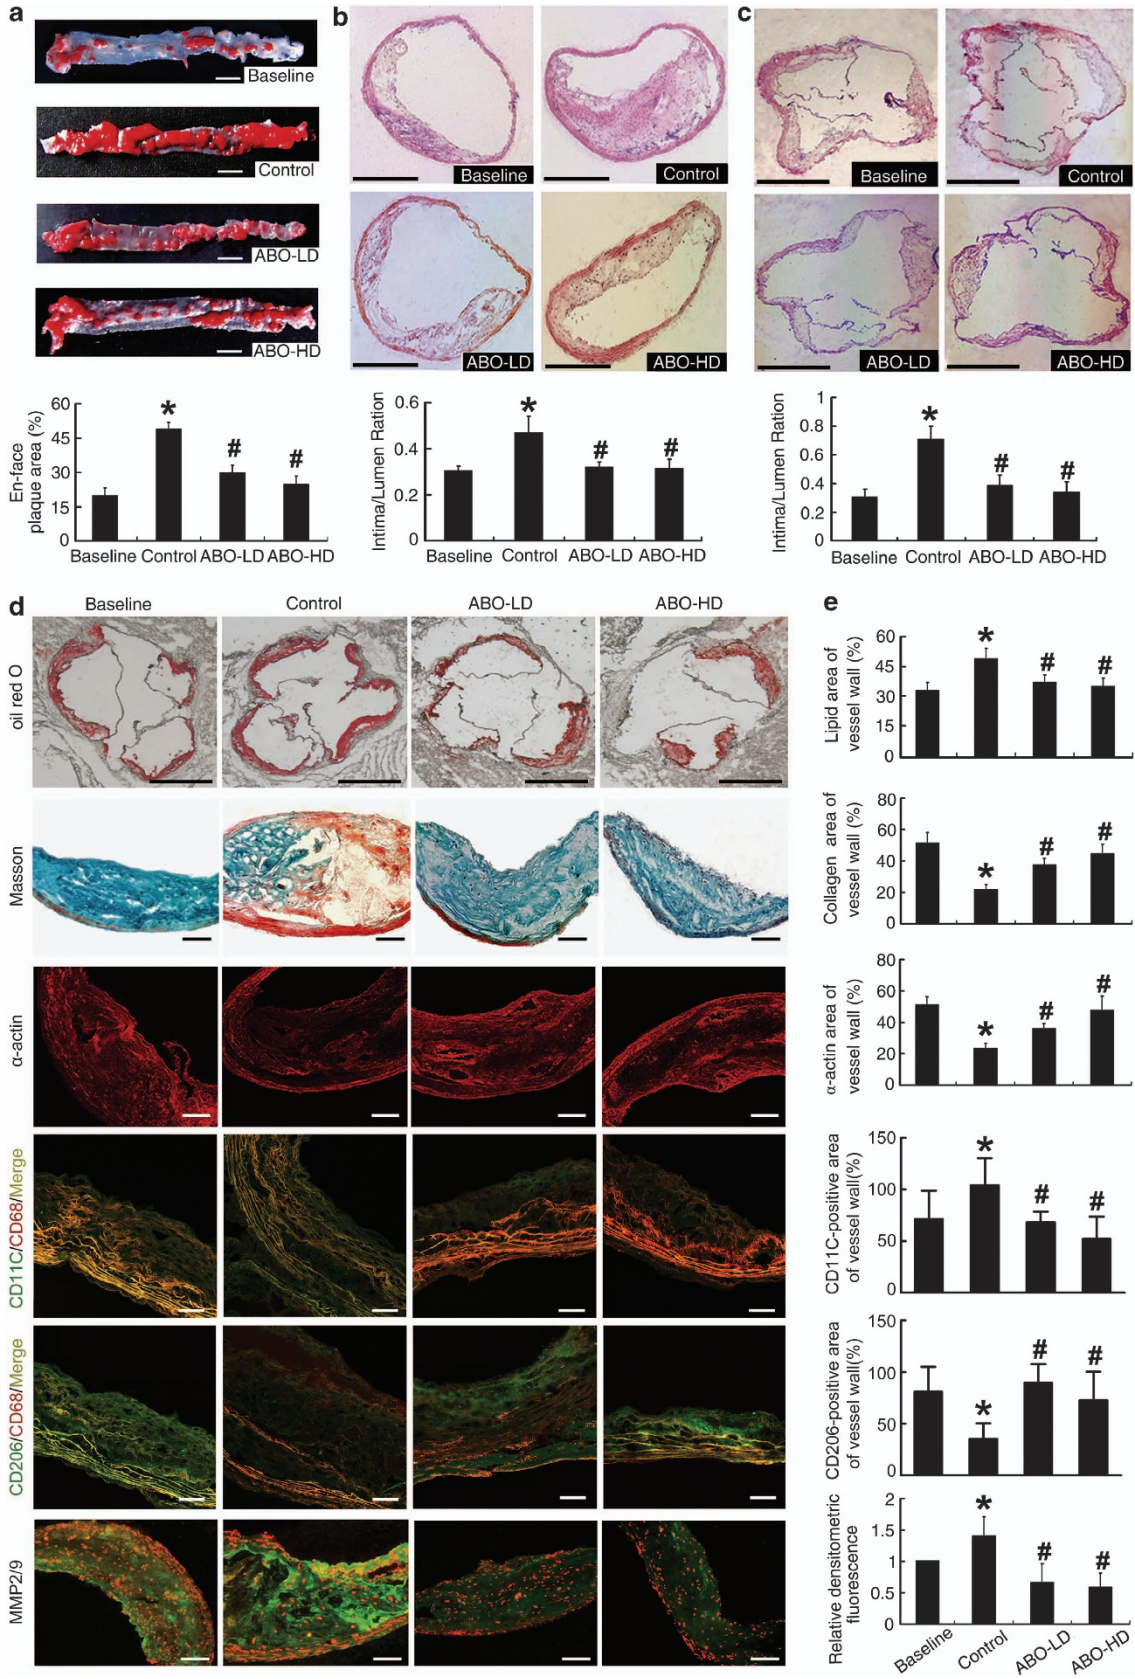 a
Baseline
Control
ABO-LD
ABO-HD
En-face
plaque area (%)
60
45
30
15
0
*
#
#
Baseline Control ABO-LD ABO-HD
b
Baseline
Control
ABO-LD
ABO-HD
Intima/Lumen Ration
0.6
0.4
0.2
0
*
#
#
Baseline Control ABO-LD ABO-HD
c
Baseline
Control
ABO-LD
ABO-HD
Intima/Lumen Ration
1
0.8
0.6
0.4
0.2
0
*
#
#
Baseline Control ABO-LD ABO-HD
d
Baseline Control ABO-LD ABO-HD
oil red O
Masson
α-actin
CD11C/CD68/Merge
CD206/CD68/Merge
MMP2/9
e
Lipid area of
vessel wall (%)
60
45
30
15
0
*
#
#
Collagen area of
vessel wall (%)
80
60
40
20
0
*
#
#
α-actin area of
vessel wall (%)
80
60
40
20
0
*
#
#
CD11C-positive area
of vessel wall(%)
150
100
50
0
*
#
#
CD206-positive area
of vessel wall(%)
150
100
50
0
*
#
#
Relative densitometric
fluorescence
2
1.5
1
0.5
0
*
#
#
Baseline Control ABO-LD ABO-HD